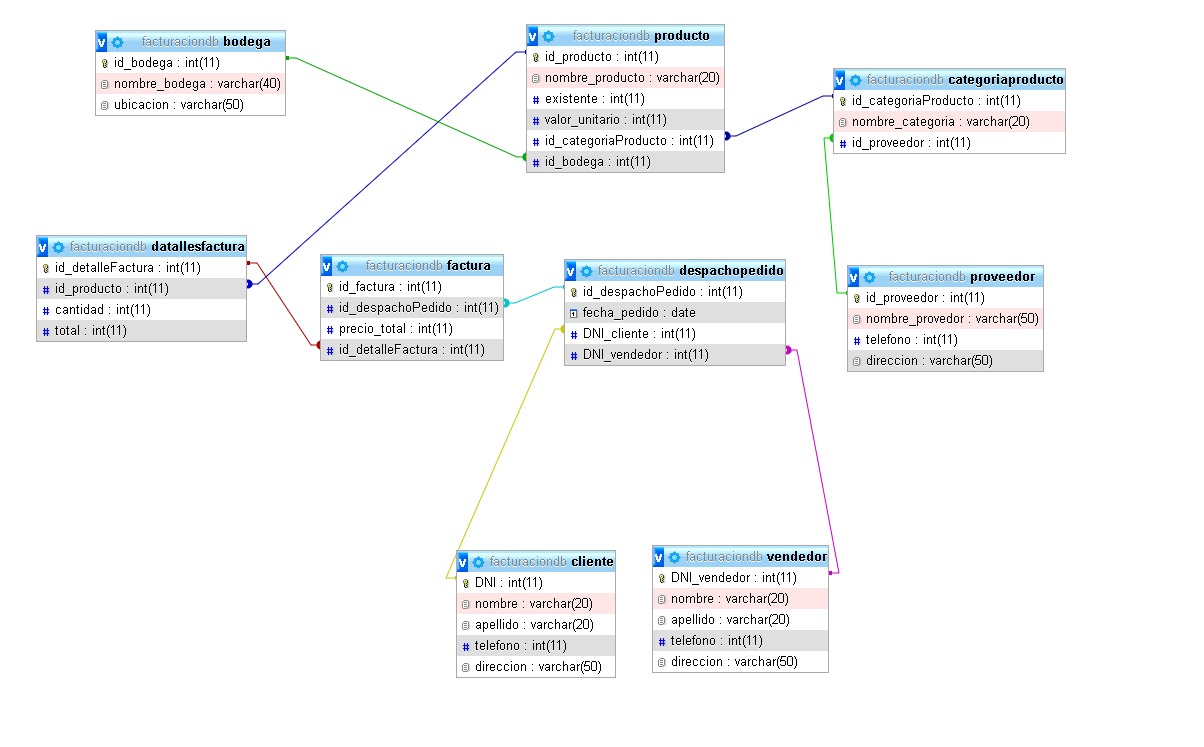 facturaciondb bodega
id_bodega : int(11)
nombre_bodega : varchar(40)
ubicacion : varchar(50)
facturaciondb producto
id_producto : int(11)
nombre_producto : varchar(20)
existente : int(11)
valor_unitario : int(11)
id_categoriaProducto : int(11)
id_bodega : int(11)
facturaciondb categoriaproducto
id_categoriaProducto : int(11)
nombre_categoria : varchar(20)
id_proveedor : int(11)
facturaciondb datallesfactura
id_detalleFactura : int(11)
id_producto : int(11)
cantidad : int(11)
total : int(11)
facturaciondb factura
id_factura : int(11)
id_despachoPedido : int(11)
precio_total : int(11)
id_detalleFactura : int(11)
facturaciondb despachopedido
id_despachoPedido : int(11)
fecha_pedido : date
DNI_cliente : int(11)
DNI_vendedor : int(11)
facturaciondb proveedor
id_proveedor : int(11)
nombre_provedor : varchar(50)
telefono : int(11)
direccion : varchar(50)
facturaciondb cliente
DNI : int(11)
nombre : varchar(20)
apellido : varchar(20)
telefono : int(11)
direccion : varchar(50)
facturaciondb vendedor
DNI_vendedor : int(11)
nombre : varchar(20)
apellido : varchar(20)
telefono : int(11)
direccion : varchar(50)